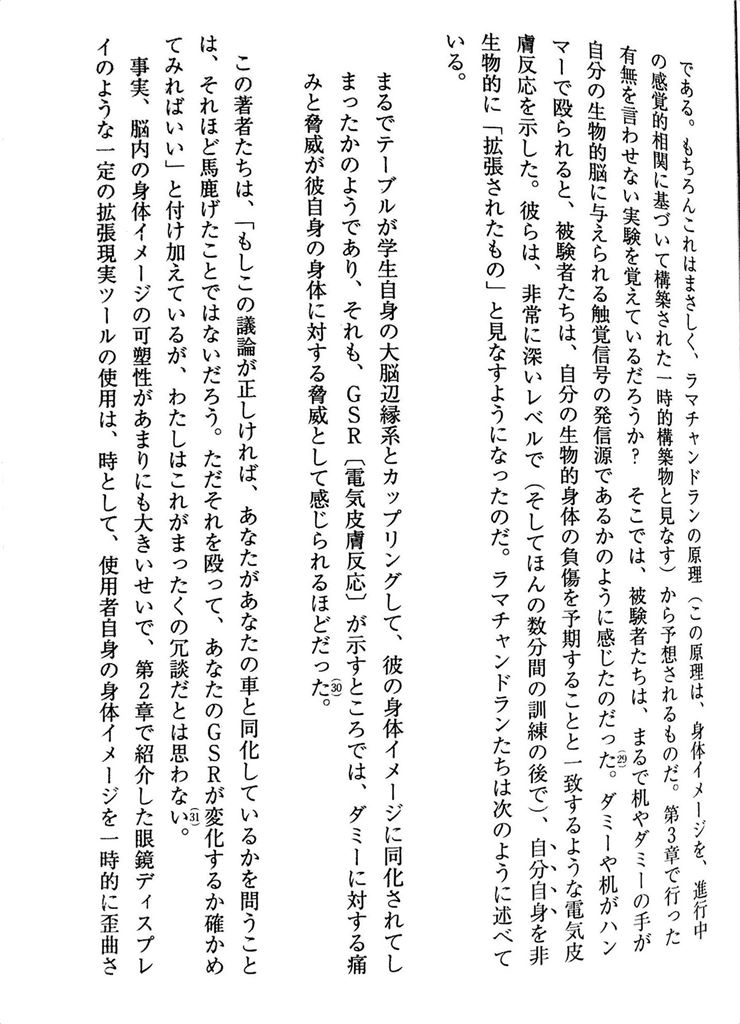 である。もちろんこれはまさしく、ラマチャンドランの原理（この原理は、身体イメージを、進行中
の感覚的相関に基づいて構築された一時的構築物と見なす）から予想されるものだ。第3章で行った
有無を言わせない実験を覚えているだろうか？　そこでは、被験者たちは、まるで机やダミーの手が
自分の生物的脳に与えられる触覚信号の発信源であるかのように感じたのだった(29)。ダミーや机がハン
マーで殴られると、被験者たちは、自分の生物的身体の負傷を予期することと一致するような電気皮
膚反応を示した。彼らは、非常に深いレベルで（そしてほんの数分間の訓練の後で）、自分自身を非
生物的に「拡張されたもの」と見なすようになったのだ。ラマチャンドランたちは次のように述べて
いる。
まるでテーブルが学生自身の大脳辺縁系とカップリングして、彼の身体イメージに同化されてし
まったかのようであり、それも、GSR〔電気皮膚反応〕が示すところでは、ダミーに対する痛
みと脅威が彼自身の身体に対する脅威として感じられるほどだった(30)。
この著者たちは、「もしこの議論が正しければ、あなたがあなたの車と同化しているかを問うこと
は、それほど馬鹿げたことではないだろう。ただそれを殴って、あなたのGSRが変化するか確かめ
てみればいい」と付け加えているが、わたしはこれがまったくの冗談だとは思わない(31)。
事実、脳内の身体イメージの可塑性があまりにも大きいせいで、第2章で紹介した眼鏡ディスプレ
イのような一定の拡張現実ツールの使用は、時として、使用者自身の身体イメージを一時的に歪曲さ